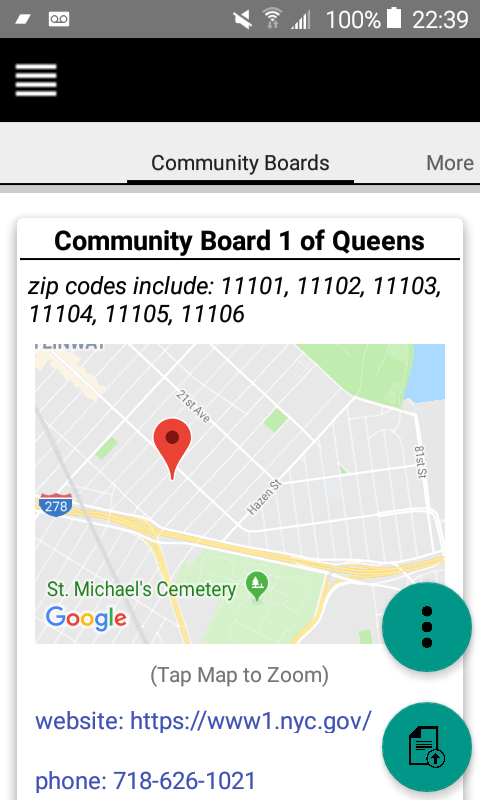 100% 22:39
Community Boards More
Community Board 1 of Queens
zip codes include: 11101, 11102, 11103,
11104, 11105, 11106
21st Ave
81st St
Hazen St
278
St. Michael's Cemetery
Google
(Tap Map to Zoom)
website: https://www1.nyc.gov/
phone: 718-626-1021